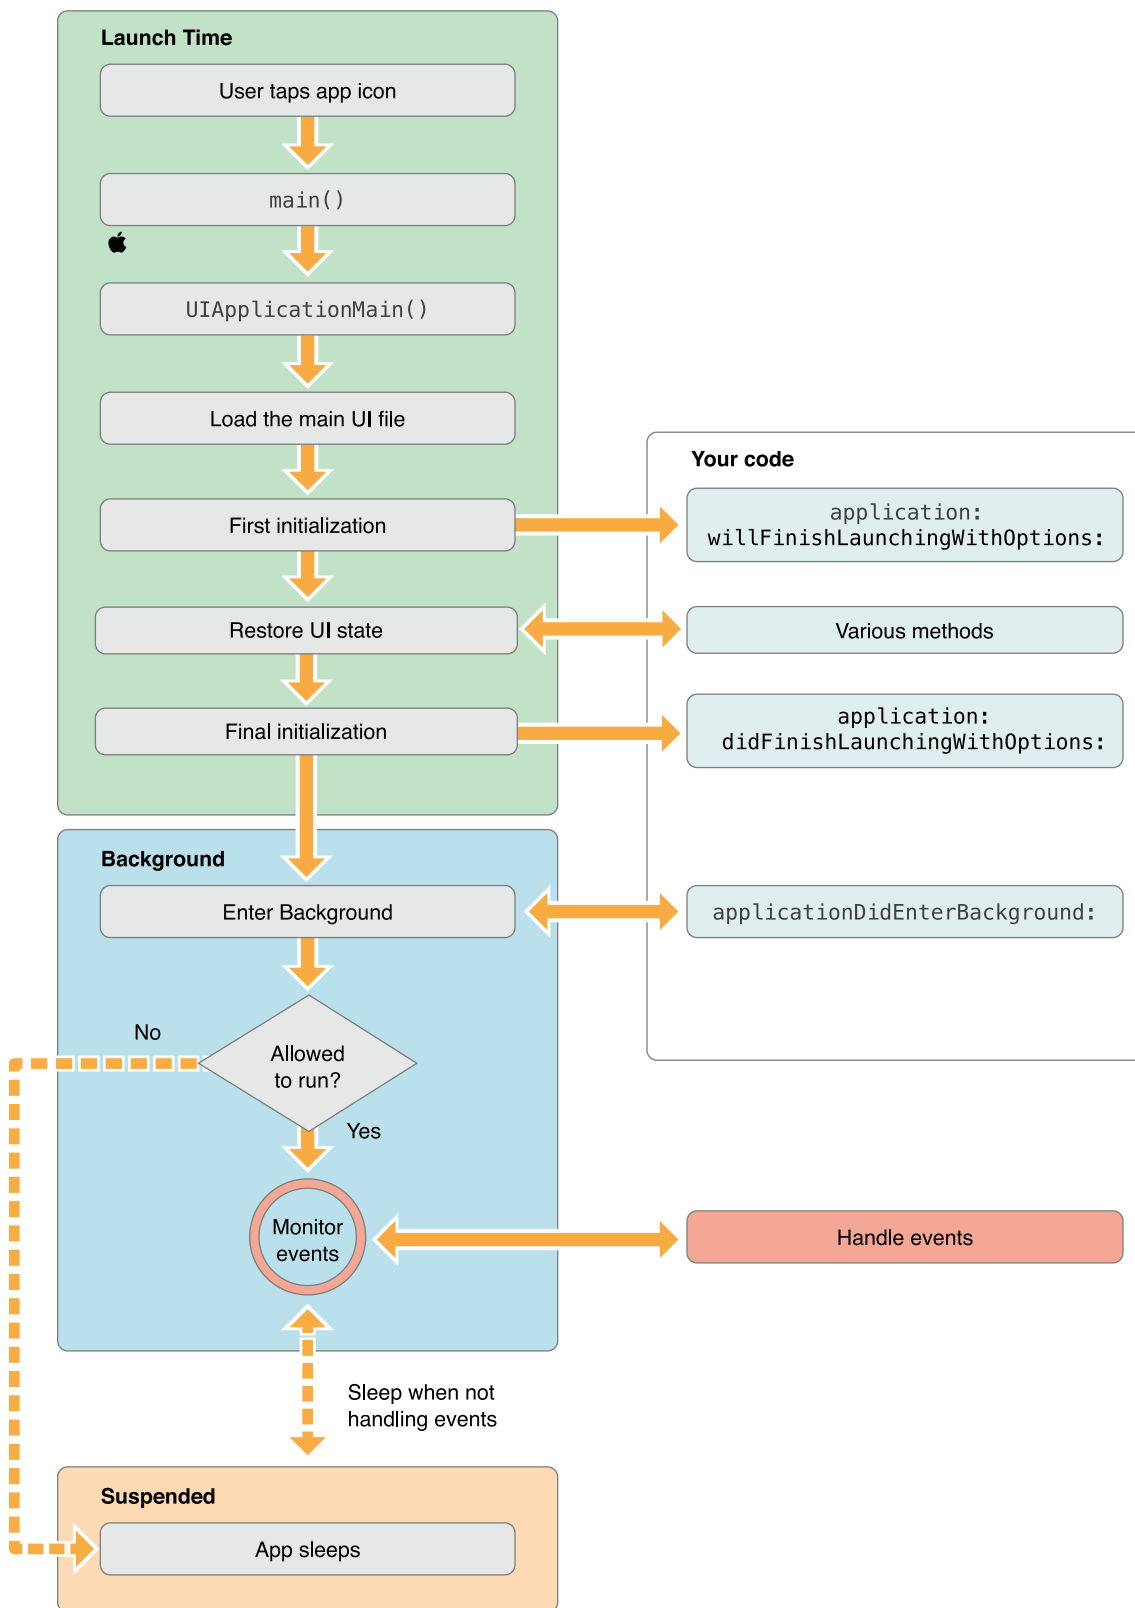 Launch Time
User taps app icon
main()
UIApplicationMain()
Load the main UI file
First initialization
Restore UI state
Final initialization
Your code
application:
willFinishLaunchingWithOptions:
Various methods
application:
didFinishLaunchingWithOptions:
applicationDidEnterBackground:
Background
Enter Background
No
Allowed
to run?
Yes
Monitor
events
Handle events
Sleep when not
handling events
Suspended
App sleeps